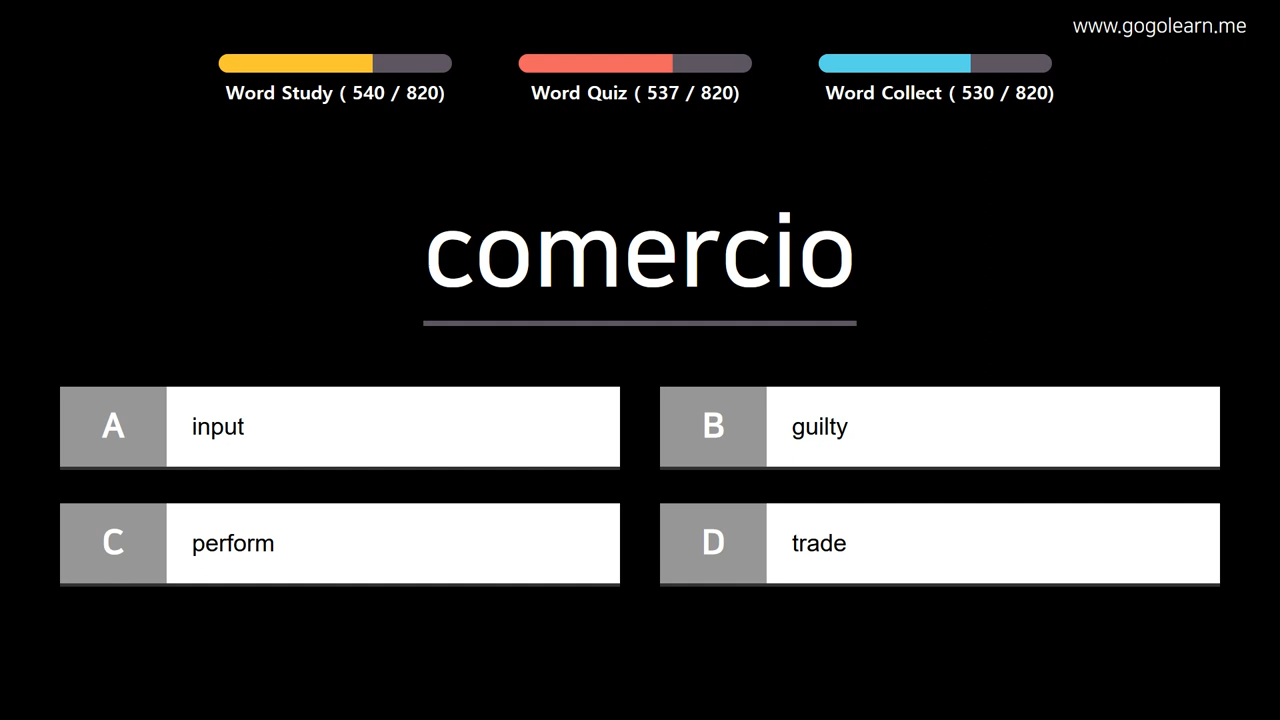 www.gogolearn.me
Word Study ( 540 / 820)
Word Quiz ( 537 / 820)
Word Collect ( 530 / 820)
comercio
A input
B guilty
C perform
D trade